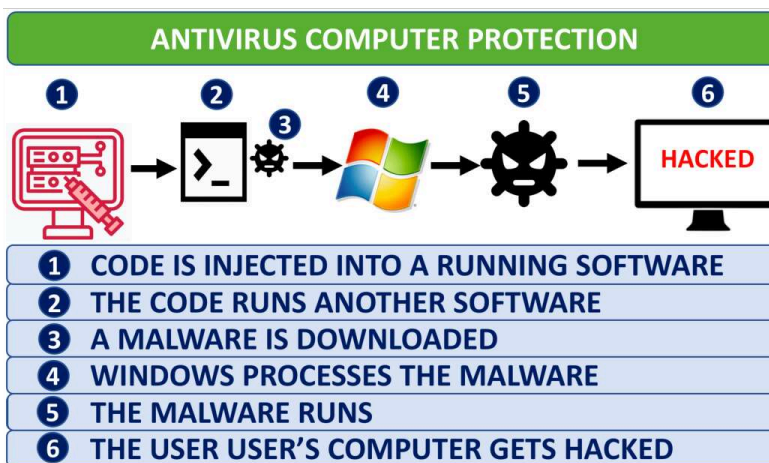 ANTIVIRUS COMPUTER PROTECTION
1 2 3 4 5 6
>_
HACKED
1 CODE IS INJECTED INTO A RUNNING SOFTWARE
2 THE CODE RUNS ANOTHER SOFTWARE
3 A MALWARE IS DOWNLOADED
4 WINDOWS PROCESSES THE MALWARE
5 THE MALWARE RUNS
6 THE USER USER'S COMPUTER GETS HACKED